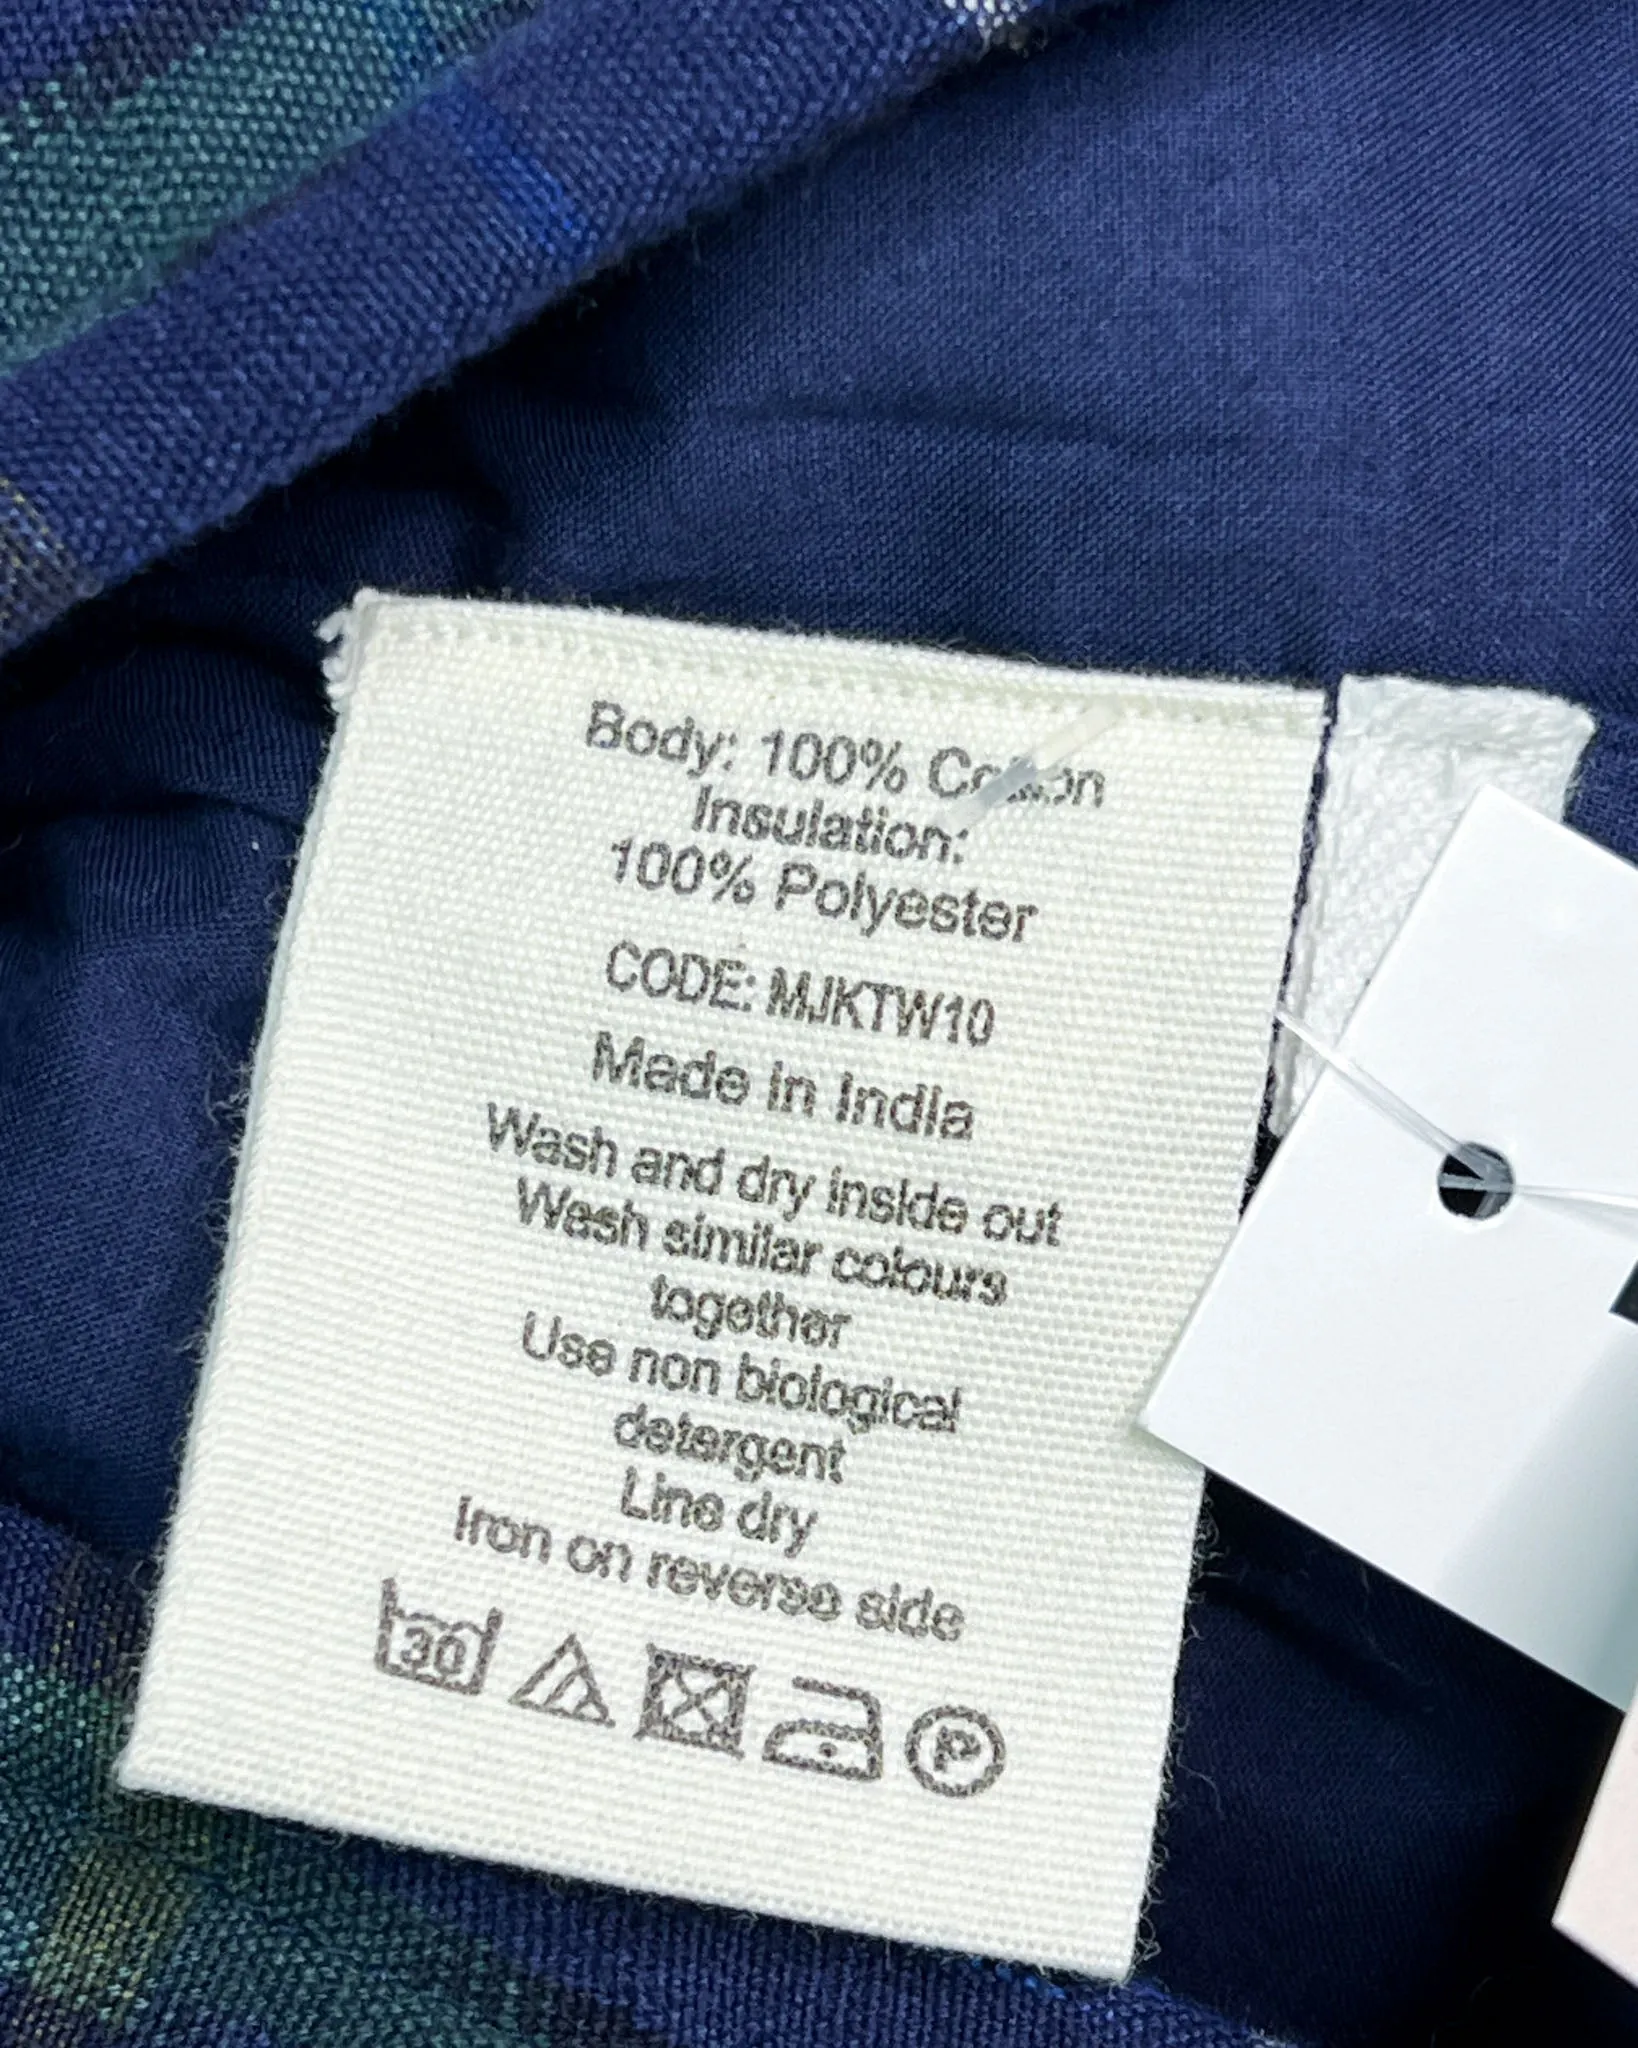 Body: 100% Cotton
Insulation:
100% Polyester
CODE: MJKTW10
Made in India
Wash and dry inside out
Wash similar colours
together
Use non biological
detergent
Line dry
Iron on reverse side
30
P